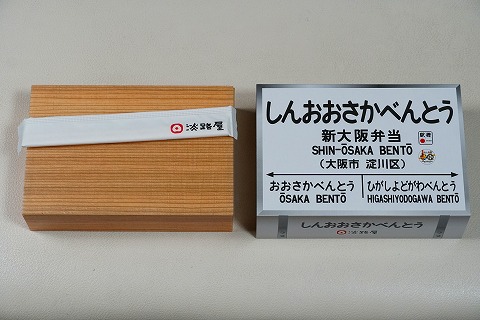 淡路屋
しんおおさかべんとう
新大阪弁当
SHIN-ŌSAKA BENTŌ
(大阪市 淀川区)
おおさかべんとう
ŌSAKA BENTŌ
ひがしよどがわべんとう
HIGASHIYODOGAWA BENTŌ
しんおおさかべんとう
淡路屋